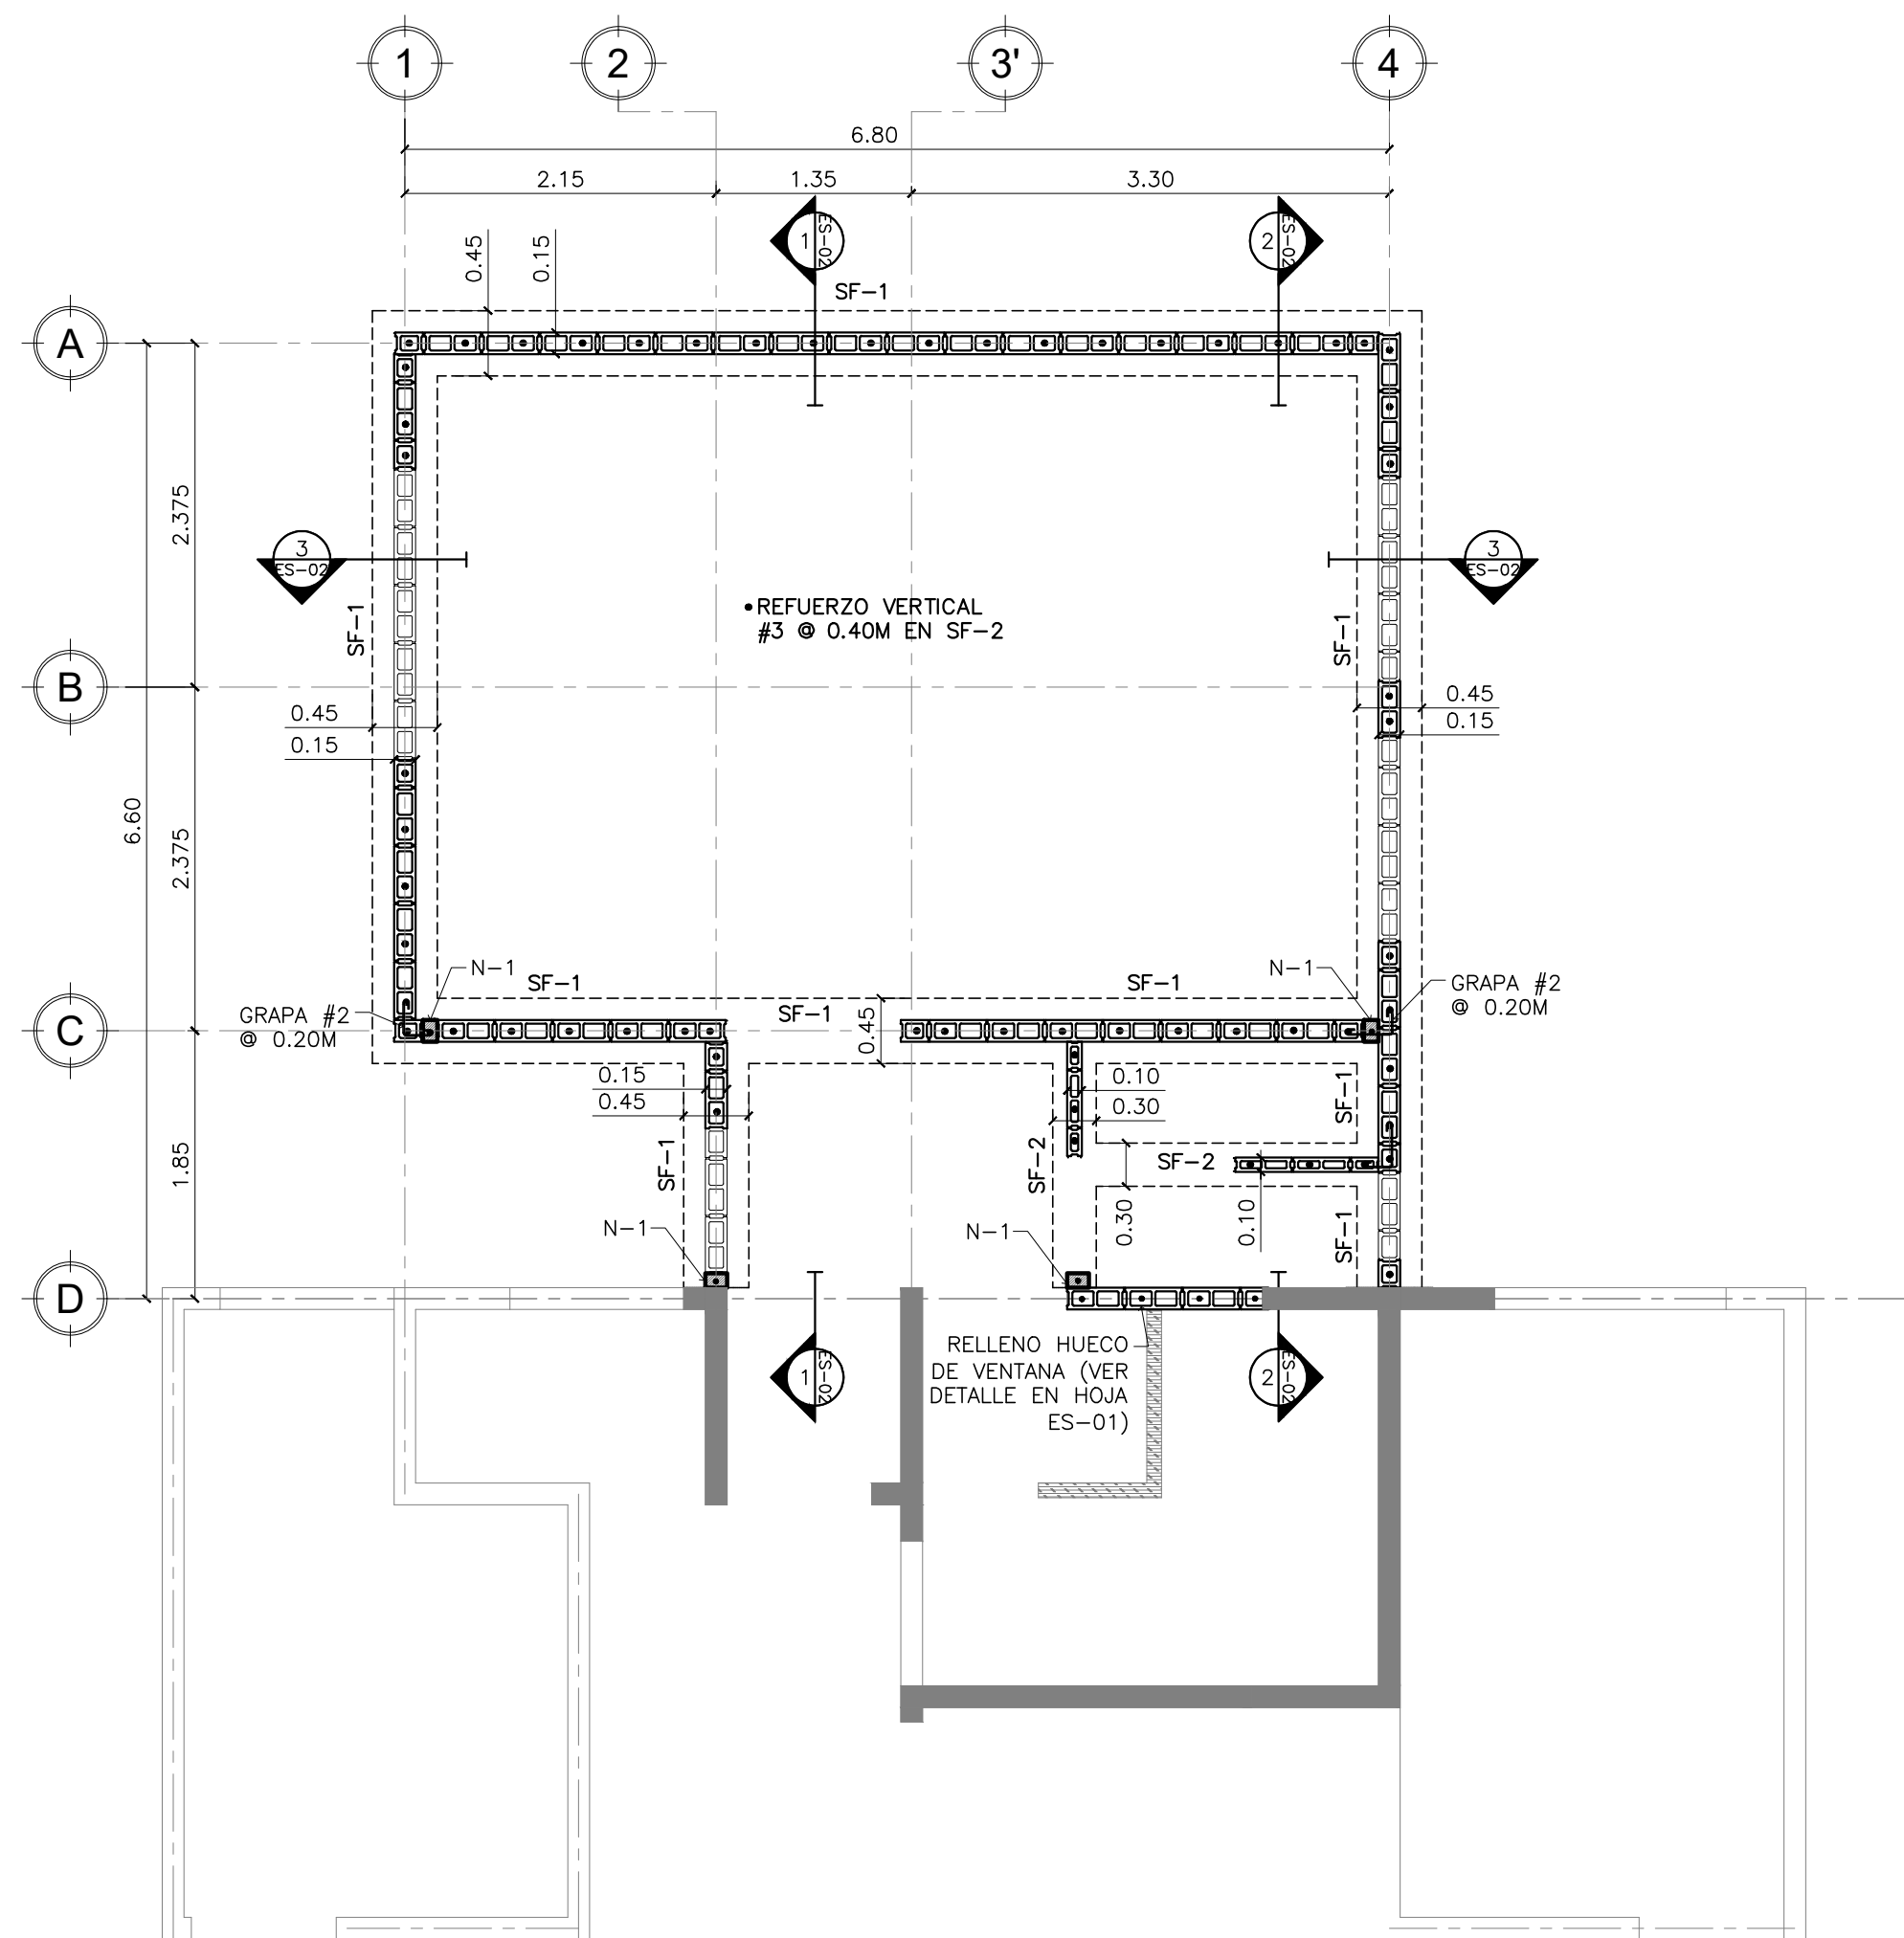 1
2
3'
4
6.80
2.15
1.35
3.30
0.45
0.15
1
ES-02
2
ES-02
SF-1
A
2.375
3
ES-02
3
ES-02
SF-1
•REFUERZO VERTICAL
#3 @ 0.40M EN SF-2
SF-1
B
0.45
0.15
0.45
0.15
6.60
2.375
N-1
SF-1
SF-1
SF-1
N-1
GRAPA #2
@ 0.20M
GRAPA #2
@ 0.20M
C
0.45
0.15
0.45
0.10
0.30
SF-1
1.85
SF-1
SF-2
SF-2
0.30
0.10
SF-1
N-1
N-1
D
1
ES-02
2
ES-02
RELLENO HUECO
DE VENTANA (VER
DETALLE EN HOJA
ES-01)